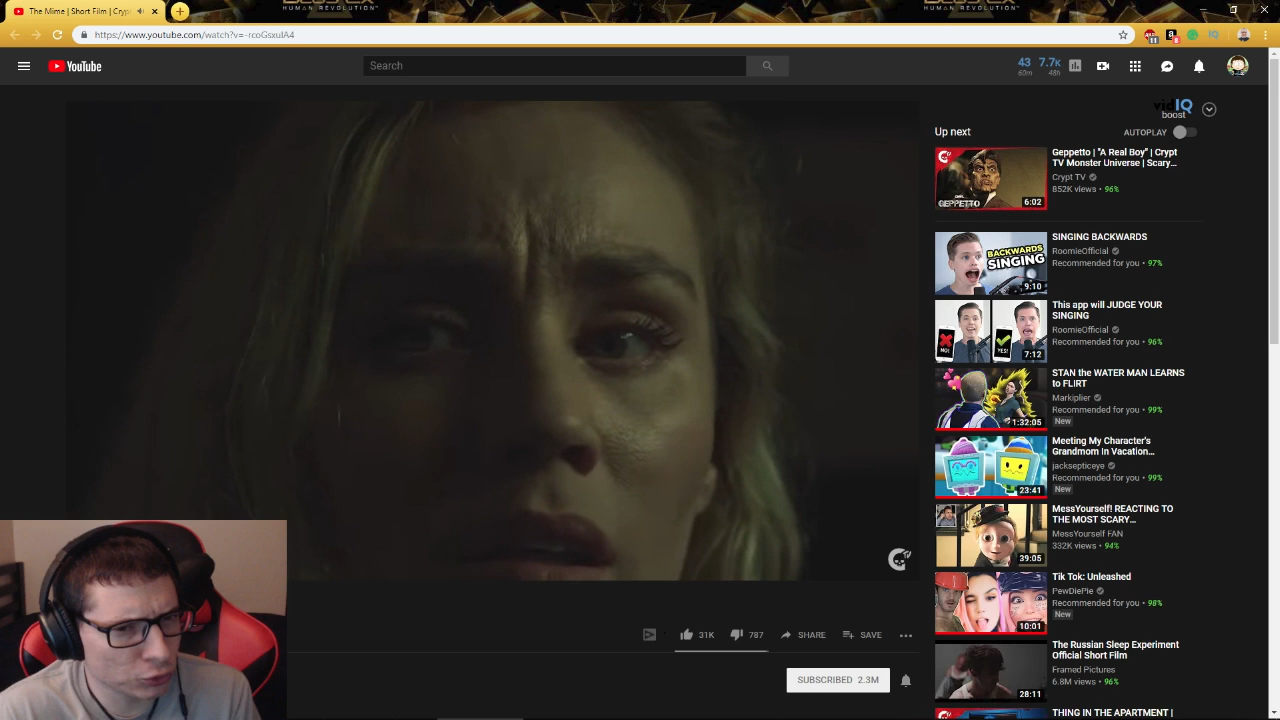 HUMAN REVOLUTION™
HUMAN REVOLUTION™
The Mime | Short Film | Crypt
https://www.youtube.com/watch?v=-rcoGsxuIA4
YouTube
Search
43
60m
7.7K
48h
vidIQ
boost
Up next
AUTOPLAY
Geppetto | "A Real Boy" | Crypt
TV Monster Universe | Scary...
Crypt TV
852K views • 96%
GEPPETTO
6:02
SINGING BACKWARDS
RoomieOfficial
Recommended for you • 97%
BACKWARDS
SINGING
9:10
This app will JUDGE YOUR
SINGING
RoomieOfficial
Recommended for you • 96%
NO!
YES!
7:12
STAN the WATER MAN LEARNS
to FLIRT
Markiplier
Recommended for you • 99%
New
1:32:05
Meeting My Character's
Grandmom In Vacation...
jacksepticeye
Recommended for you • 99%
New
23:41
MessYourself! REACTING TO
THE MOST SCARY...
MessYourself FAN
332K views • 94%
39:05
Tik Tok: Unleashed
PewDiePie
Recommended for you • 98%
New
10:01
The Russian Sleep Experiment
Official Short Film
Framed Pictures
6.8M views • 96%
28:11
THING IN THE APARTMENT |
TV
31K
787
SHARE
SAVE
SUBSCRIBED 2.3M